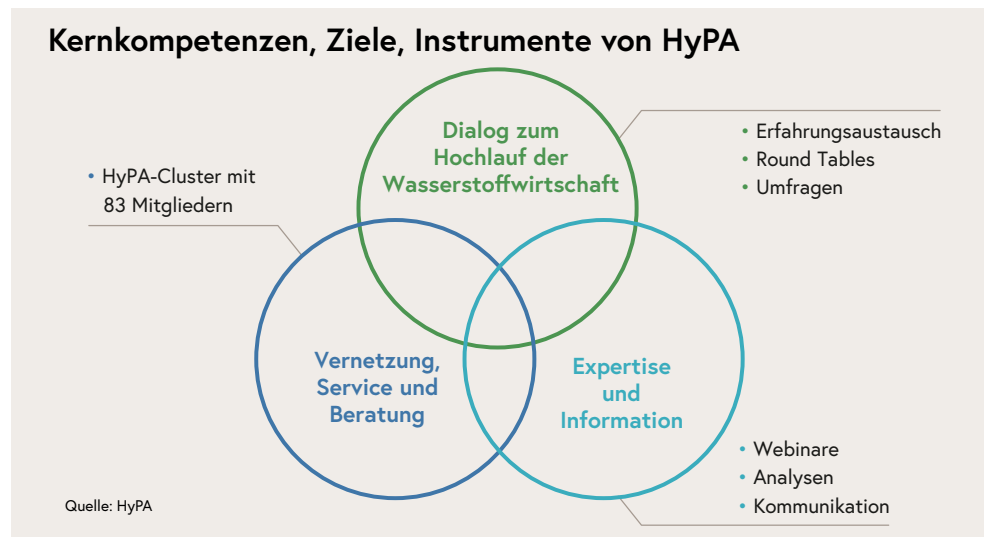 Kernkompetenzen, Ziele, Instrumente von HyPA
Dialog zum
Hochlauf der
Wasserstoffwirtschaft
• Erfahrungsaustausch
• Round Tables
• Umfragen
• HyPA-Cluster mit
83 Mitgliedern
Vernetzung,
Service und
Beratung
Expertise
und
Information
• Webinare
• Analysen
• Kommunikation
Quelle: HyPA